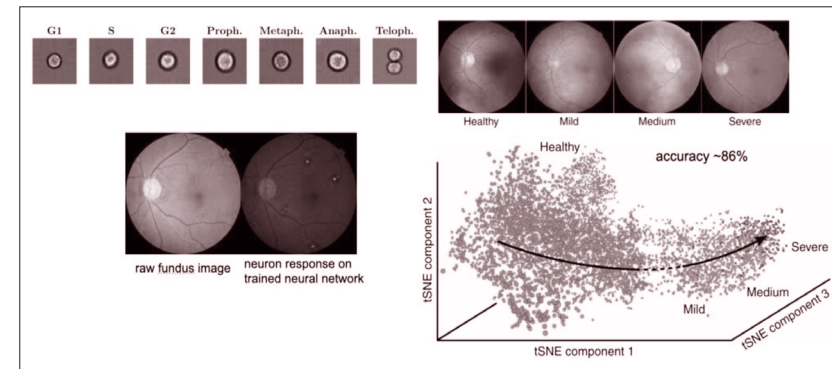 G1 S G2 Proph. Metaph. Anaph. Teloph.
Healthy Mild Medium Severe
raw fundus image
neuron response on
trained neural network
Healthy
accuracy ~86%
Severe
Medium
Mild
tSNE component 1
tSNE component 2
tSNE component 3